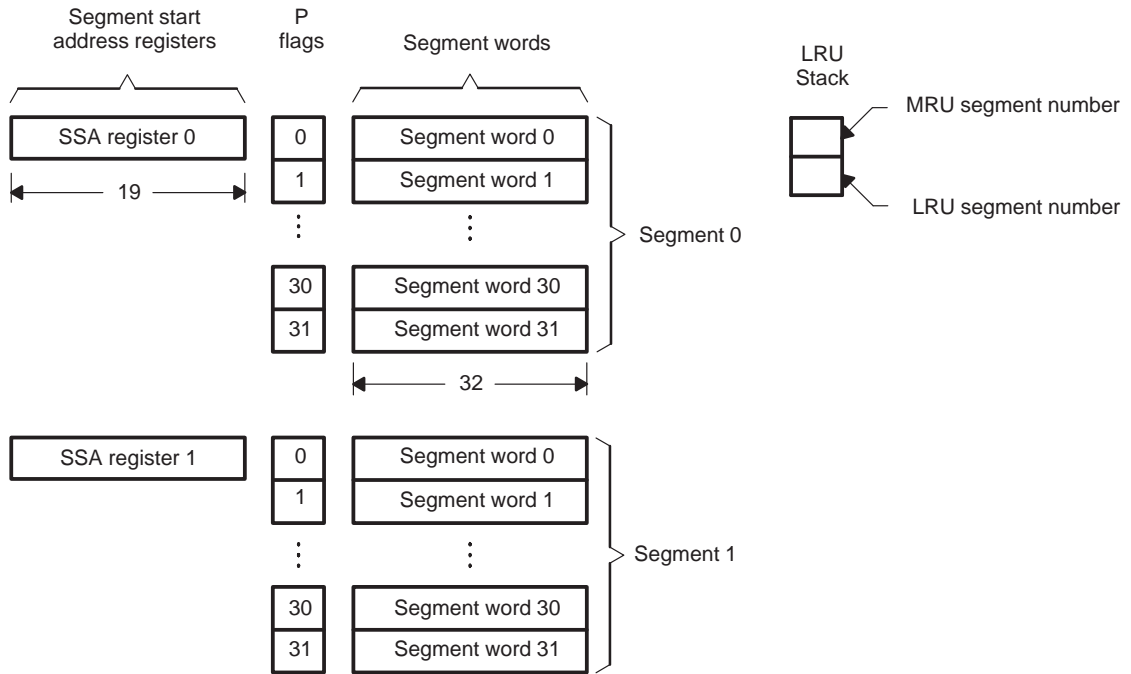 Segment start
address registers
P
flags
Segment words
LRU
Stack
MRU segment number
LRU segment number
SSA register 0
19
0
1
30
31
Segment word 0
Segment word 1
Segment word 30
Segment word 31
Segment 0
32
SSA register 1
0
1
30
31
Segment word 0
Segment word 1
Segment word 30
Segment word 31
Segment 1